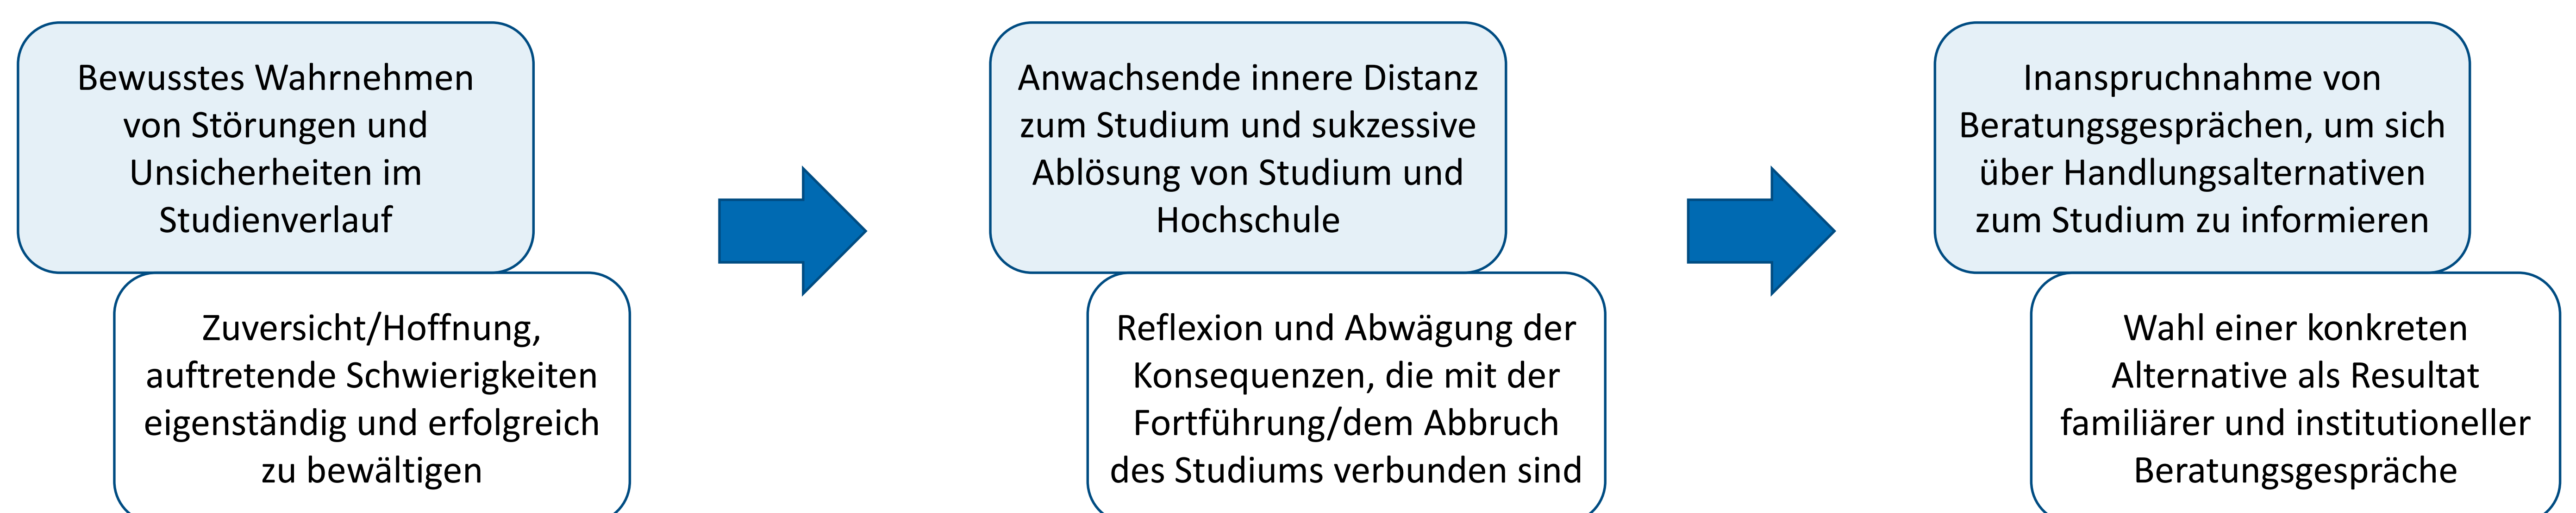 Bewusstes Wahrnehmen
von Störungen und
Unsicherheiten im
Studienverlauf
Zuversicht/Hoffnung,
auftretende Schwierigkeiten
eigenständig und erfolgreich
zu bewältigen
Anwachsende innere Distanz
zum Studium und sukzessive
Ablösung von Studium und
Hochschule
Reflexion und Abwägung der
Konsequenzen, die mit der
Fortführung/dem Abbruch
des Studiums verbunden sind
Inanspruchnahme von
Beratungsgesprächen, um sich
über Handlungsalternativen
zum Studium zu informieren
Wahl einer konkreten
Alternative als Resultat
familiärer und institutioneller
Beratungsgespräche